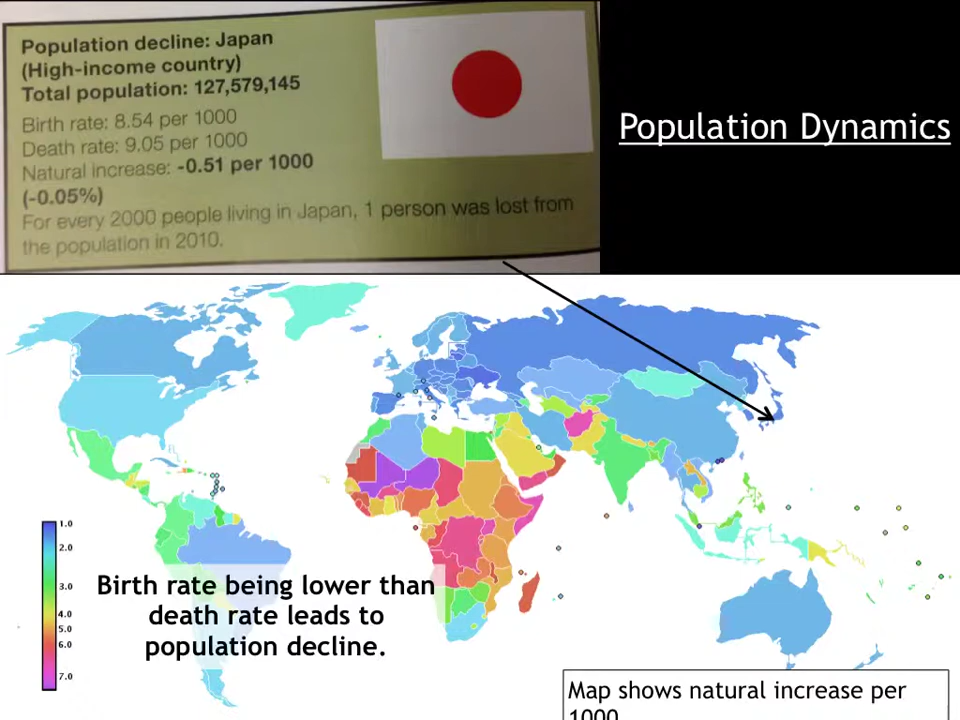 Population decline: Japan
(High-income country)
Total population: 127,579,145
Birth rate: 8.54 per 1000
Death rate: 9.05 per 1000
Natural increase: -0.51 per 1000
(-0.05%)
For every 2000 people living in Japan, 1 person was lost from
the population in 2010.
Population Dynamics
1.0
2.0
3.0
4.0
5.0
6.0
7.0
Birth rate being lower than
death rate leads to
population decline.
Map shows natural increase per
1000